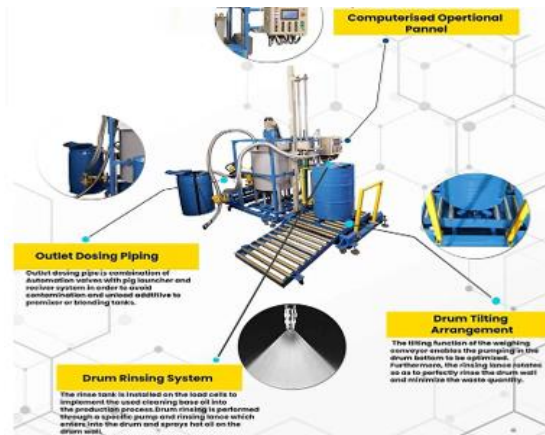 Computerised Opertional
Pannel
Outlet Dosing Piping
Outlet dosing pipe is combination of
Automation valves with pig launcher and
reciver system in order to avoid
contamination and unload additive to
premixer or blending tanks.
Drum Tilting
Arrangement
The tilting function of the weighing
conveyor enables the pumping in the
drum bottom to be optimized.
Furthermore, the rinsing lance rotates
so as to perfectly rinse the drum wall
and minimize the waste quantity.
Drum Rinsing System
The rinse tank is installed on the load cells to
implement the used cleaning base oil into
the production process.Drum rinsing is performed
through a specific pump and rinsing lance which
enters into the drum and sprays hot oil on the
drum wall.